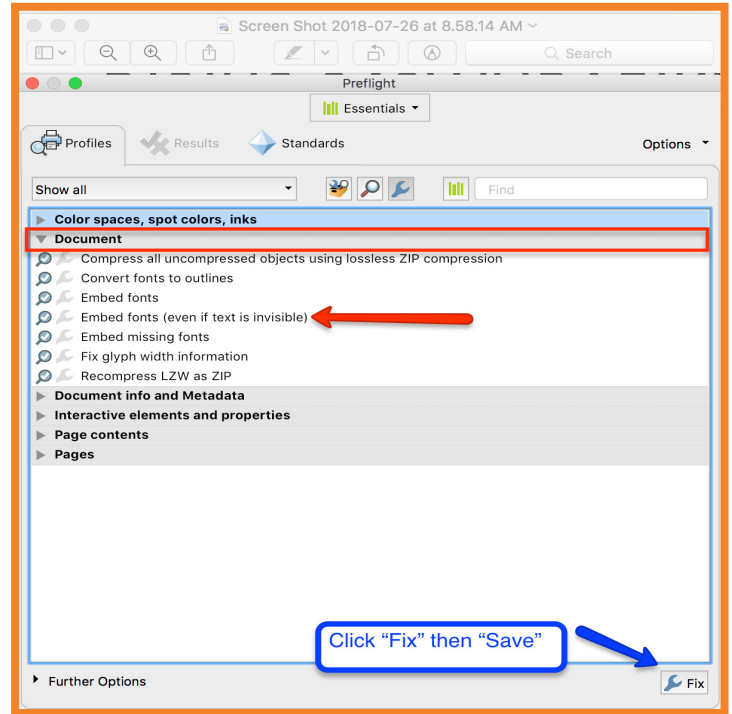 Screen Shot 2018-07-26 at 8.58.14 AM
Search
Preflight
Essentials
Profiles
Results
Standards
Options
Show all
Find
Color spaces, spot colors, inks
Document
Compress all uncompressed objects using lossless ZIP compression
Convert fonts to outlines
Embed fonts
Embed fonts (even if text is invisible)
Embed missing fonts
Fix glyph width information
Recompress LZW as ZIP
Document info and Metadata
Interactive elements and properties
Page contents
Pages
Click “Fix” then “Save”
Further Options
Fix